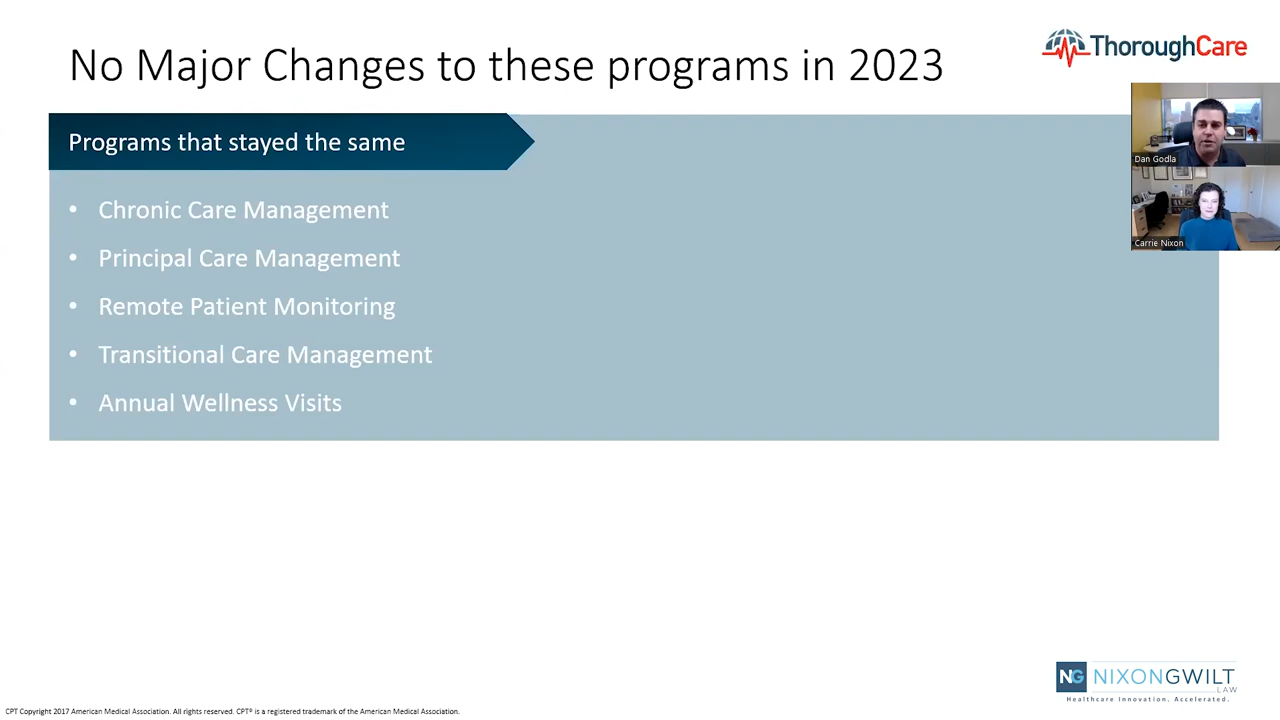 No Major Changes to these programs in 2023
ThoroughCare
Programs that stayed the same
• Chronic Care Management
• Principal Care Management
• Remote Patient Monitoring
• Transitional Care Management
• Annual Wellness Visits
Dan Godla
Carrie Nixon
NG NIXONGWILT
LAW
Healthcare Innovation. Accelerated.
CPT Copyright 2017 American Medical Association. All rights reserved. CPT® is a registered trademark of the American Medical Association.